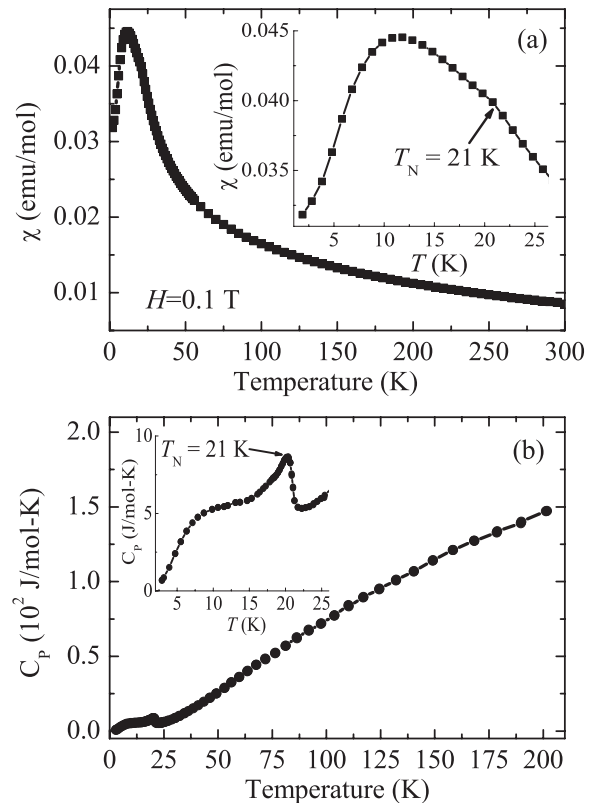 (a)
0.04
0.03
0.02
0.01
χ (emu/mol)
0.045
0.040
0.035
χ (emu/mol)
T_N = 21 K
5 10 15 20 25
T (K)
H=0.1 T
0 50 100 150 200 250 300
Temperature (K)
(b)
2.0
1.5
1.0
0.5
0.0
C_P (10² J/mol-K)
10
5
0
C_P (J/mol-K)
T_N = 21 K
5 10 15 20 25
T (K)
0 25 50 75 100 125 150 175 200
Temperature (K)